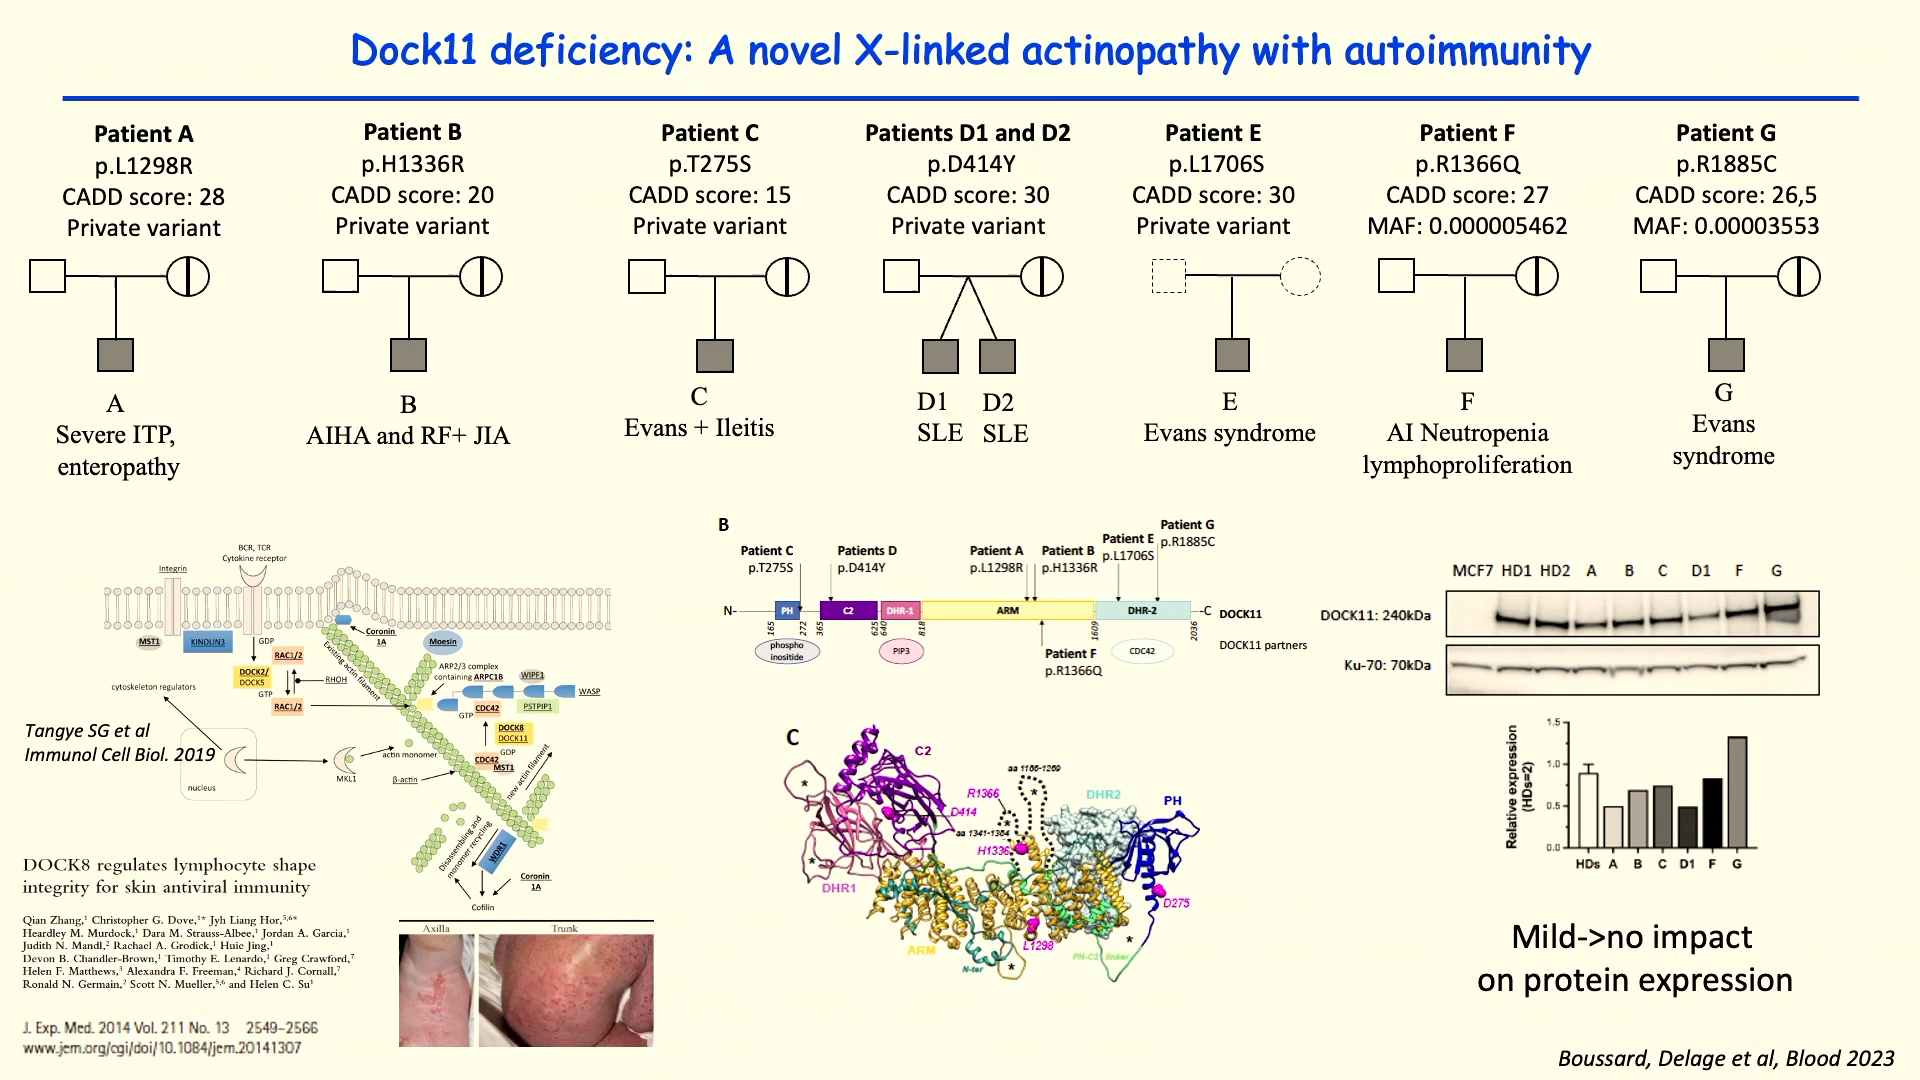 Dock11 deficiency: A novel X-linked actinopathy with autoimmunity
Patient A
p.L1298R
CADD score: 28
Private variant
Patient B
p.H1336R
CADD score: 20
Private variant
Patient C
p.T275S
CADD score: 15
Private variant
Patients D1 and D2
p.D414Y
CADD score: 30
Private variant
Patient E
p.L1706S
CADD score: 30
Private variant
Patient F
p.R1366Q
CADD score: 27
MAF: 0.000005462
Patient G
p.R1885C
CADD score: 26,5
MAF: 0.00003553
A
Severe ITP,
enteropathy
B
AIHA and RF+ JIA
C
Evans + Ileitis
D1
SLE
D2
SLE
E
Evans syndrome
F
AI Neutropenia
lymphoproliferation
G
Evans
syndrome
BCR, TCR
Cytokine receptor
Integrin
MST1
KINDLIN3
GDP
RAC1/2
DOCK2/
DOCK5
GTP
RHOH
RAC1/2
cytoskeleton regulators
Coronin
1A
Moesin
Existing actin filament
ARP2/3 complex
containing ARPC1B
WIPF1
WASP
CDC42
PSTPIP1
GTP
DOCK8
DOCK11
GDP
CDC42
MST1
new actin filament
actin monomer
MKL1
β-actin
nucleus
Disassembling and
monomer recycling
WDR1
Coronin
1A
Cofilin
Tangye SG et al
Immunol Cell Biol. 2019
DOCK8 regulates lymphocyte shape
integrity for skin antiviral immunity
Qian Zhang,1 Christopher G. Dove,1* Jyh Liang Hor,5,6*
Heardley M. Murdock,1 Dara M. Strauss-Albee,1 Jordan A. Garcia,1
Judith N. Mandl,2 Rachael A. Grodick,1 Huie Jing,1
Devon B. Chandler-Brown,1 Timothy E. Lenardo,1 Greg Crawford,7
Helen F. Matthews,3 Alexandra F. Freeman,4 Richard J. Cornall,7
Ronald N. Germain,2 Scott N. Mueller,5,6 and Helen C. Su1
J. Exp. Med. 2014 Vol. 211 No. 13 2549-2566
www.jem.org/cgi/doi/10.1084/jem.20141307
Axilla
Trunk
B
Patient C
p.T275S
Patients D
p.D414Y
Patient A
p.L1298R
Patient B
p.H1336R
Patient E
p.L1706S
Patient G
p.R1885C
N-
PH
C2
DHR-1
ARM
DHR-2
-C
DOCK11
165
272
365
625
640
818
1609
2036
phospho
inositide
PIP3
CDC42
DOCK11 partners
Patient F
p.R1366Q
C
C2
aa 1166-1269
R1366
D414
aa 1341-1364
H1336
DHR2
PH
DHR1
D275
L1298
ARM
N-ter
PH-C2 linker
*
*
*
*
*
*
MCF7 HD1 HD2 A B C D1 F G
DOCK11: 240kDa
Ku-70: 70kDa
Relative expression
(HDs=2)
1.5
1.0
0.5
0.0
HDs A B C D1 F G
Mild->no impact
on protein expression
Boussard, Delage et al, Blood 2023